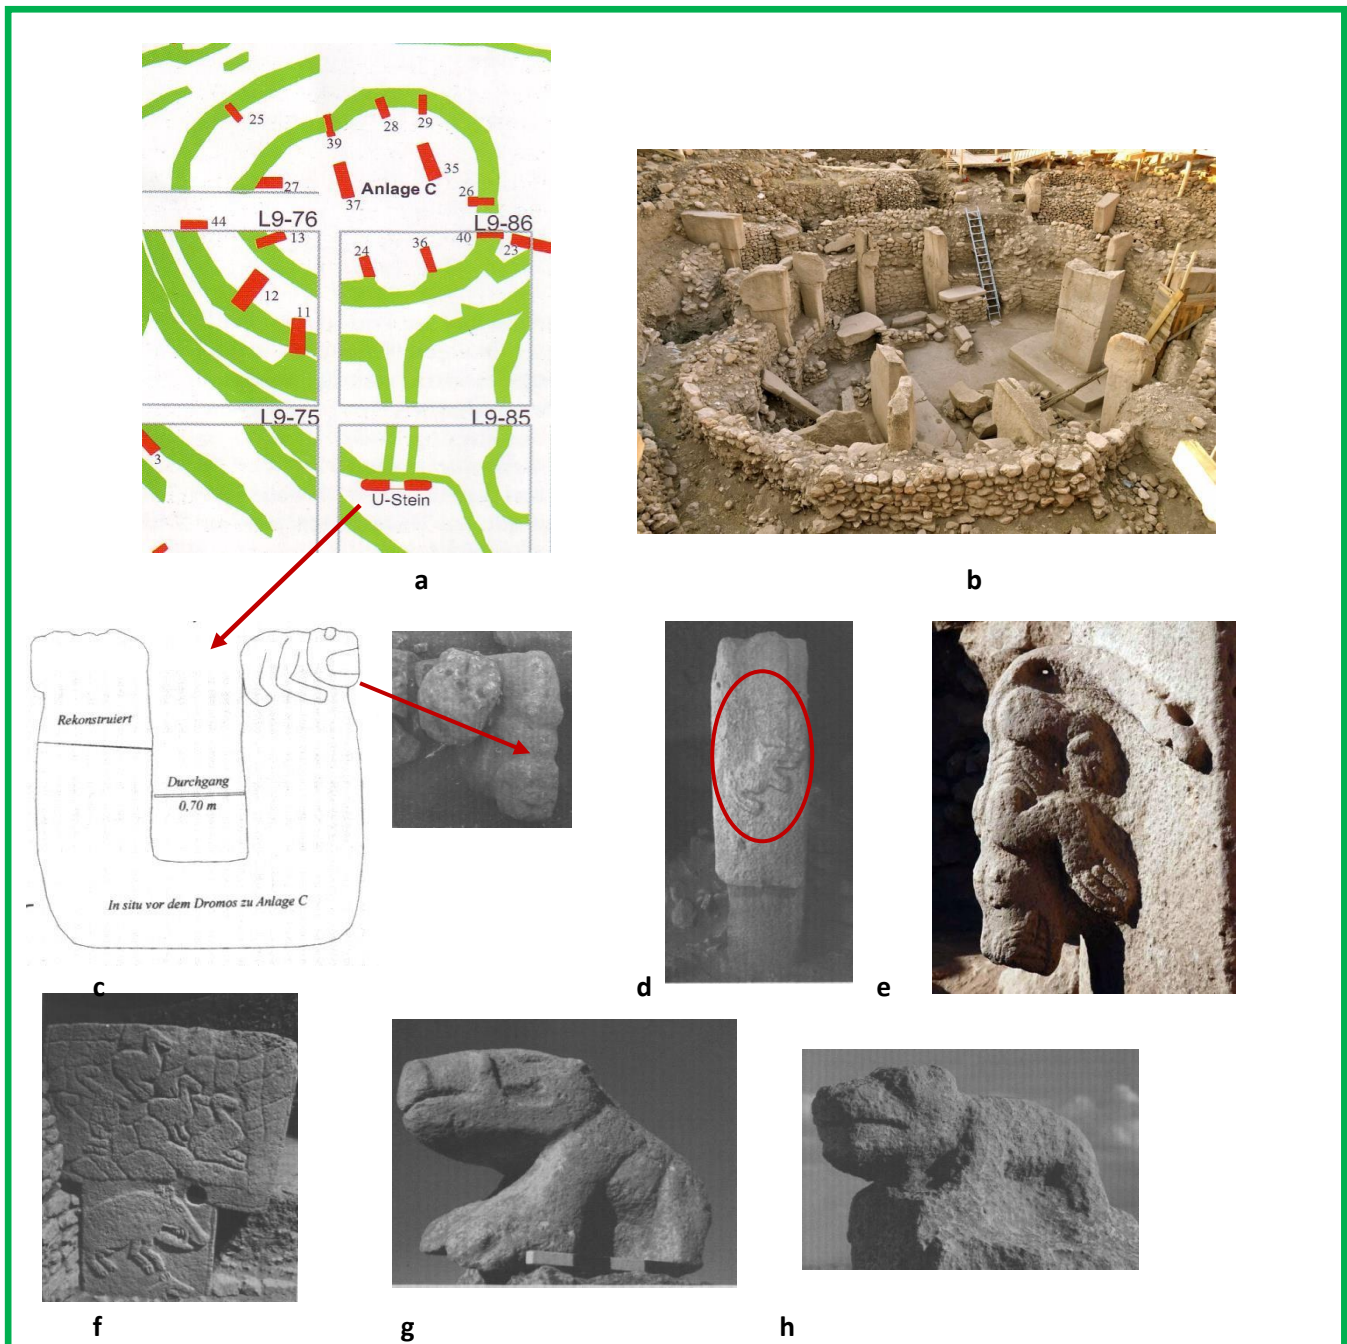 25
39
28
29
35
27
Anlage C
26
37
44
L9-76
L9-86
13
40
23
24
36
12
11
L9-75
L9-85
3
U-Stein
a
b
Rekonstruiert
Durchgang
0,70 m
In situ vor dem Dromos zu Anlage C
c
d
e
f
g
h